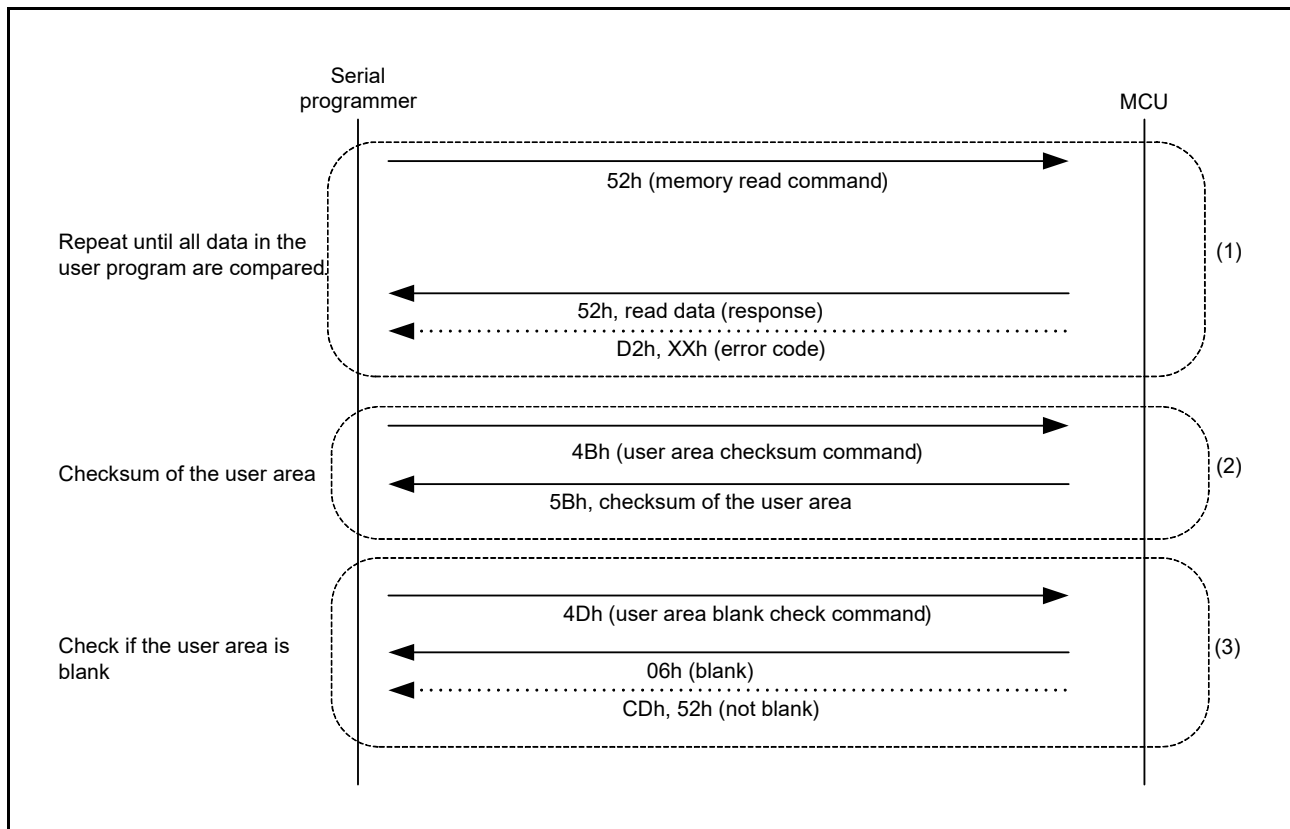 Serial
programmer
MCU
52h (memory read command)
Repeat until all data in the
user program are compared.
(1)
52h, read data (response)
D2h, XXh (error code)
4Bh (user area checksum command)
Checksum of the user area
(2)
5Bh, checksum of the user area
4Dh (user area blank check command)
Check if the user area is
blank
(3)
06h (blank)
CDh, 52h (not blank)